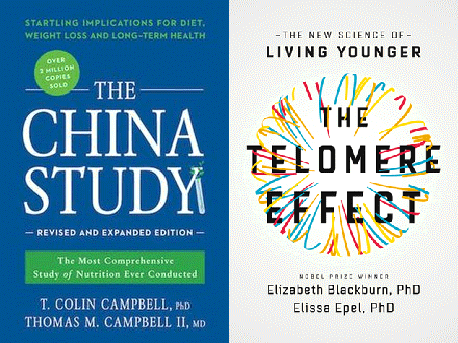 STARTLING IMPLICATIONS FOR DIET,
WEIGHT LOSS AND LONG–TERM HEALTH
OVER
2 MILLION
COPIES
SOLD
THE
CHINA
STUDY
— REVISED AND EXPANDED EDITION —
The Most Comprehensive
Study of Nutrition Ever Conducted
T. COLIN CAMPBELL, PhD
THOMAS M. CAMPBELL II, MD
–THE NEW SCIENCE OF–
LIVING YOUNGER
THE
TELOMERE
EFFECT
NOBEL PRIZE WINNER
Elizabeth Blackburn, PhD
Elissa Epel, PhD